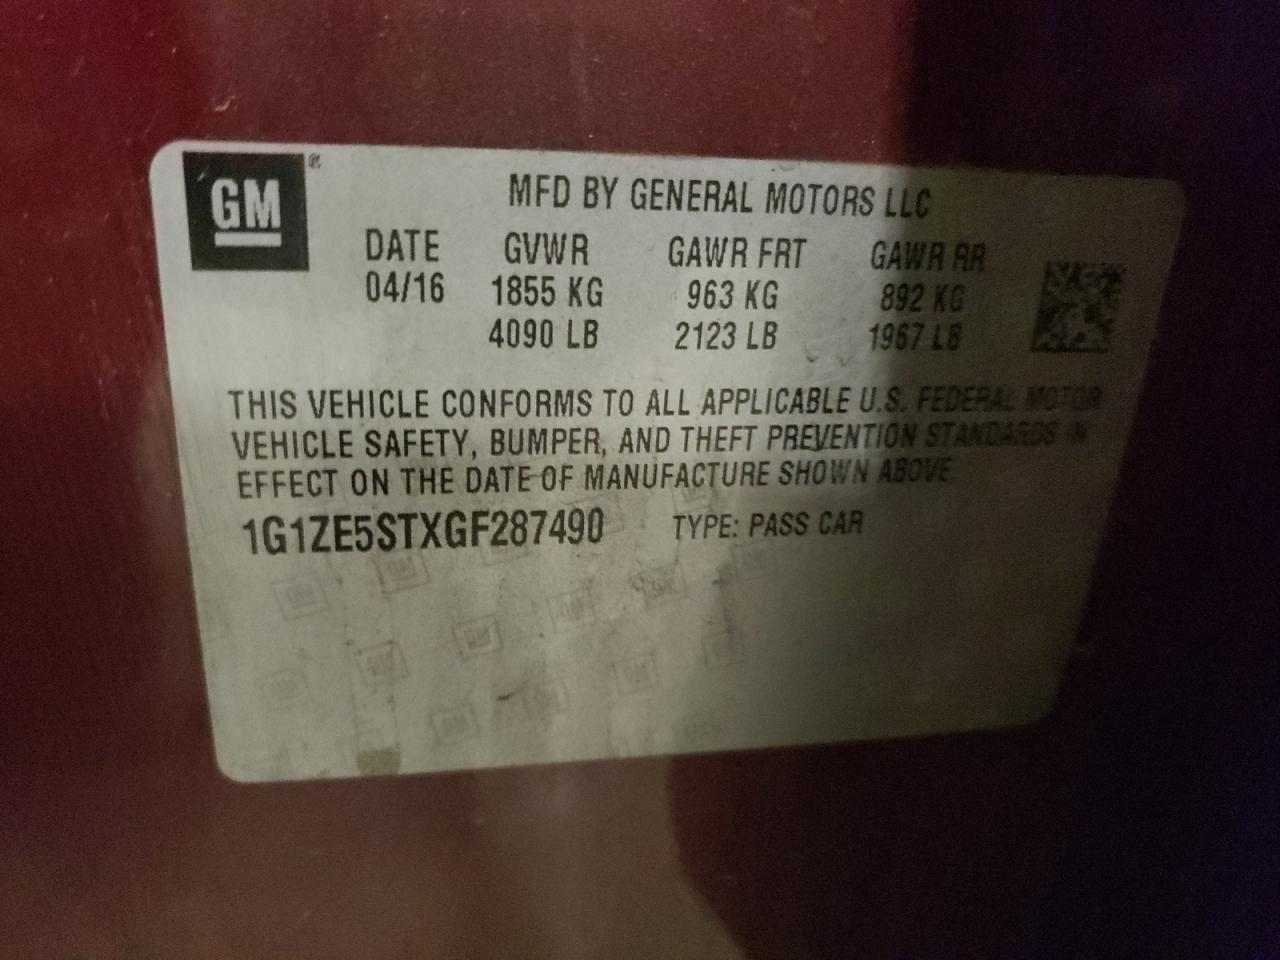 GM ®
MFD BY GENERAL MOTORS LLC
DATE GVWR GAWR FRT GAWR RR
04/16 1855 KG 963 KG 892 KG
4090 LB 2123 LB 1967 LB
THIS VEHICLE CONFORMS TO ALL APPLICABLE U.S. FEDERAL MOTOR
VEHICLE SAFETY, BUMPER, AND THEFT PREVENTION STANDARDS IN
EFFECT ON THE DATE OF MANUFACTURE SHOWN ABOVE.
1G1ZE5STXGF287490 TYPE: PASS CAR